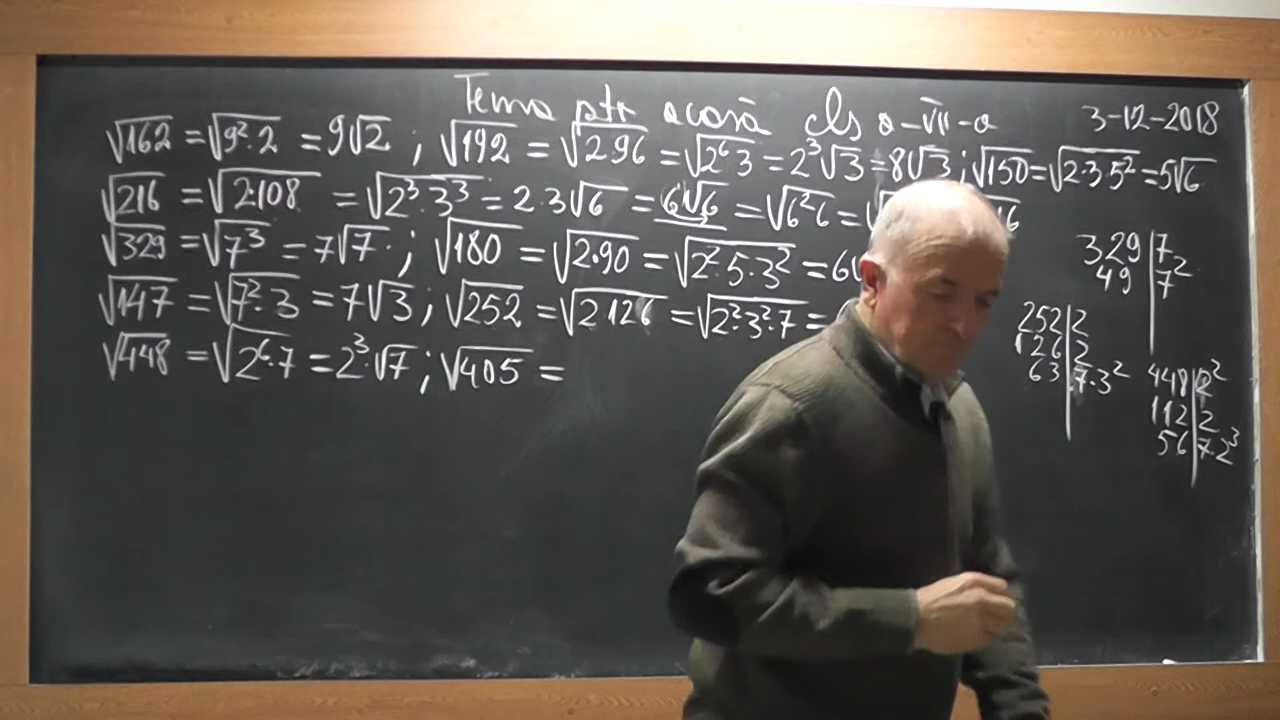 Tema ptr acasă cls a-VII-a 3-12-2018
√162 = √9²·2 = 9√2 ; √192 = √2·96 = √2⁶·3 = 2³√3 = 8√3 ; √150 = √2·3·5² = 5√6
√216 = √2·108 = √2³·3³ = 2·3√6 = 6√6 = √6²6 =
√329 = √7³ = 7√7 ; √180 = √2·90 = √2²·5·3² = 6
√147 = √7²·3 = 7√3 ; √252 = √2·126 = √2²·3²·7 =
√448 = √2⁶·7 = 2³·√7 ; √405 =
329 | 7
49 | 7²
252 | 2
126 | 2
63 | 7·3²
448 | 2²
112 | 2
56 | 7·2³